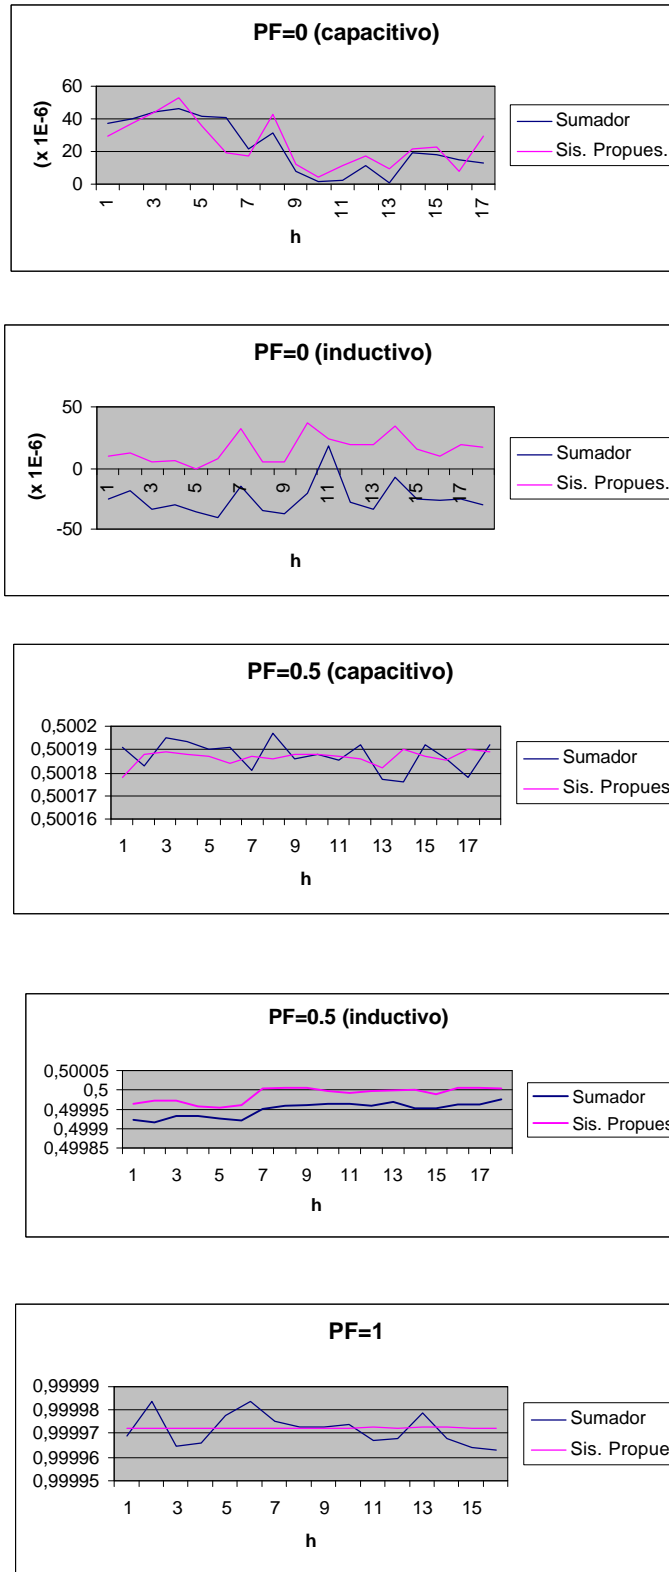 PF=0 (capacitivo)
60
40
20
0
(x 1E-6)
1 3 5 7 9 11 13 15 17
h
Sumador
Sis. Propues.
PF=0 (inductivo)
50
0
-50
(x 1E-6)
1 3 5 7 9 11 13 15 17
h
Sumador
Sis. Propues.
PF=0.5 (capacitivo)
0,5002
0,50019
0,50018
0,50017
0,50016
1 3 5 7 9 11 13 15 17
h
Sumador
Sis. Propues
PF=0.5 (inductivo)
0,50005
0,5
0,49995
0,4999
0,49985
1 3 5 7 9 11 13 15 17
h
Sumador
Sis. Propues
PF=1
0,99999
0,99998
0,99997
0,99996
0,99995
1 3 5 7 9 11 13 15
h
Sumador
Sis. Propue